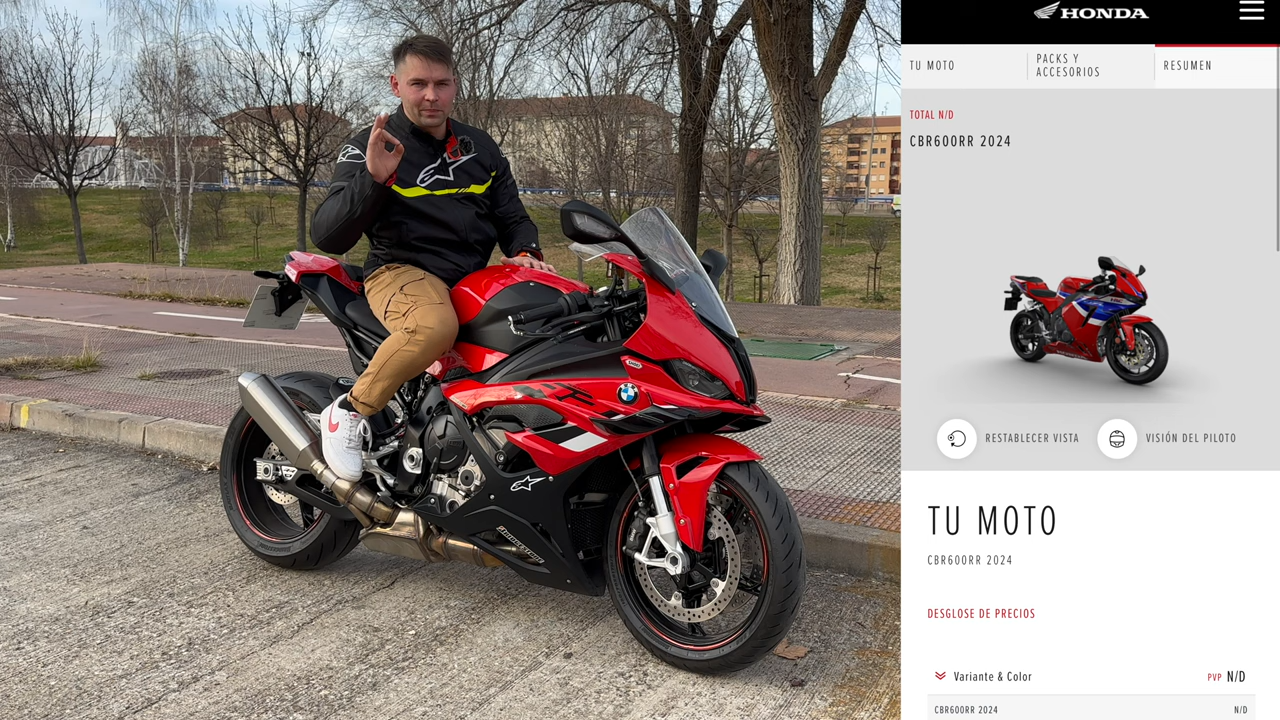 HONDA
TU MOTO
PACKS Y
ACCESORIOS
RESUMEN
TOTAL N/D
CBR600RR 2024
RESTABLECER VISTA
VISIÓN DEL PILOTO
TU MOTO
CBR600RR 2024
DESGLOSE DE PRECIOS
Variante & Color
PVP N/D
CBR600RR 2024
N/D